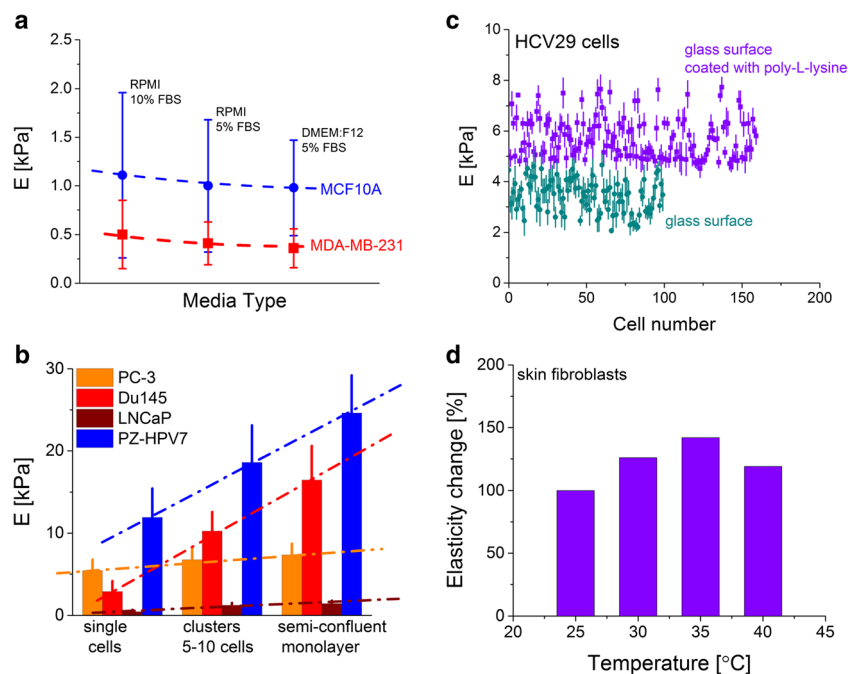 a
2.5
2.0
1.5
1.0
0.5
0.0
E [kPa]
RPMI
10% FBS
RPMI
5% FBS
DMEM:F12
5% FBS
MCF10A
MDA-MB-231
Media Type
c
HCV29 cells
glass surface
coated with poly-L-lysine
glass surface
10
8
6
4
2
0
E [kPa]
0
50
100
150
200
Cell number
b
30
20
10
0
E [kPa]
PC-3
Du145
LNCaP
PZ-HPV7
single
cells
clusters
5-10 cells
semi-confluent
monolayer
d
skin fibroblasts
200
150
100
50
0
Elasticity change [%]
20
25
30
35
40
45
Temperature [°C]